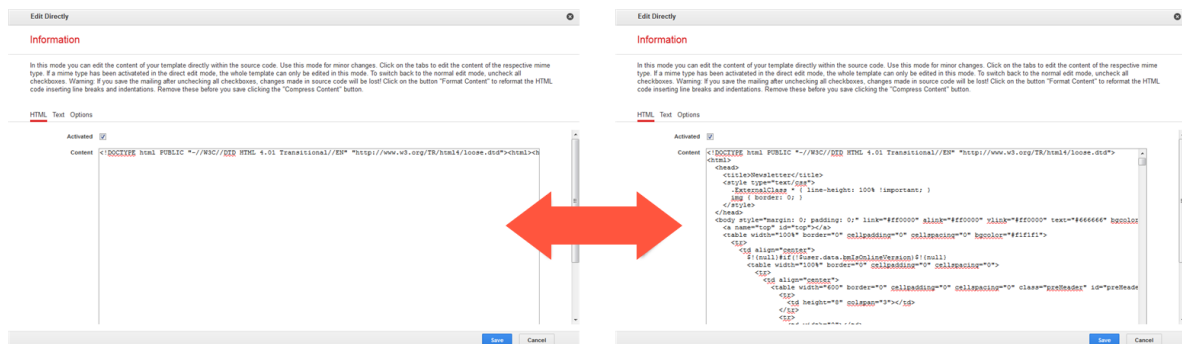 Edit Directly
Information
In this mode you can edit the content of your template directly within the source code. Use this mode for minor changes. Click on the tabs to edit the content of the respective mime
type. If a mime type has been activatated in the direct edit mode, the whole template can only be edited in this mode. To switch back to the normal edit mode, uncheck all
checkboxes. Warning: If you save the mailing after unchecking all checkboxes, changes made in source code will be lost! Click on the button "Format Content" to reformat the HTML
code inserting line breaks and indentations. Remove these before you save clicking the "Compress Content" button.
HTML Text Options
Activated
Content <!DOCTYPE html PUBLIC "-//W3C//DTD HTML 4.01 Transitional//EN" "http://www.w3.org/TR/html4/loose.dtd"><html><h
Save Cancel
Edit Directly
Information
In this mode you can edit the content of your template directly within the source code. Use this mode for minor changes. Click on the tabs to edit the content of the respective mime
type. If a mime type has been activatated in the direct edit mode, the whole template can only be edited in this mode. To switch back to the normal edit mode, uncheck all
checkboxes. Warning: If you save the mailing after unchecking all checkboxes, changes made in source code will be lost! Click on the button "Format Content" to reformat the HTML
code inserting line breaks and indentations. Remove these before you save clicking the "Compress Content" button.
HTML Text Options
Activated
Content <!DOCTYPE html PUBLIC "-//W3C//DTD HTML 4.01 Transitional//EN" "http://www.w3.org/TR/html4/loose.dtd">
<html>
<head>
<title>Newsletter</title>
<style type="text/css">
.ExternalClass * { line-height: 100% !important; }
img { border: 0; }
</style>
</head>
<body style="margin: 0; padding: 0;" link="#ff0000" alink="#ff0000" vlink="#ff0000" text="#666666" bgcolor
<a name="top" id="top"></a>
<table width="100%" border="0" cellpadding="0" cellspacing="0" bgcolor="#f1f1f1">
<tr>
<td align="center">
$!{null}#if(!$user.data.bmIsOnlineVersion)$!{null}
<table width="100%" border="0" cellpadding="0" cellspacing="0">
<tr>
<td align="center">
<table width="600" border="0" cellpadding="0" cellspacing="0" class="preHeader" id="preHeade
<tr>
<td height="8" colspan="3"></td>
</tr>
<tr>
Save Cancel